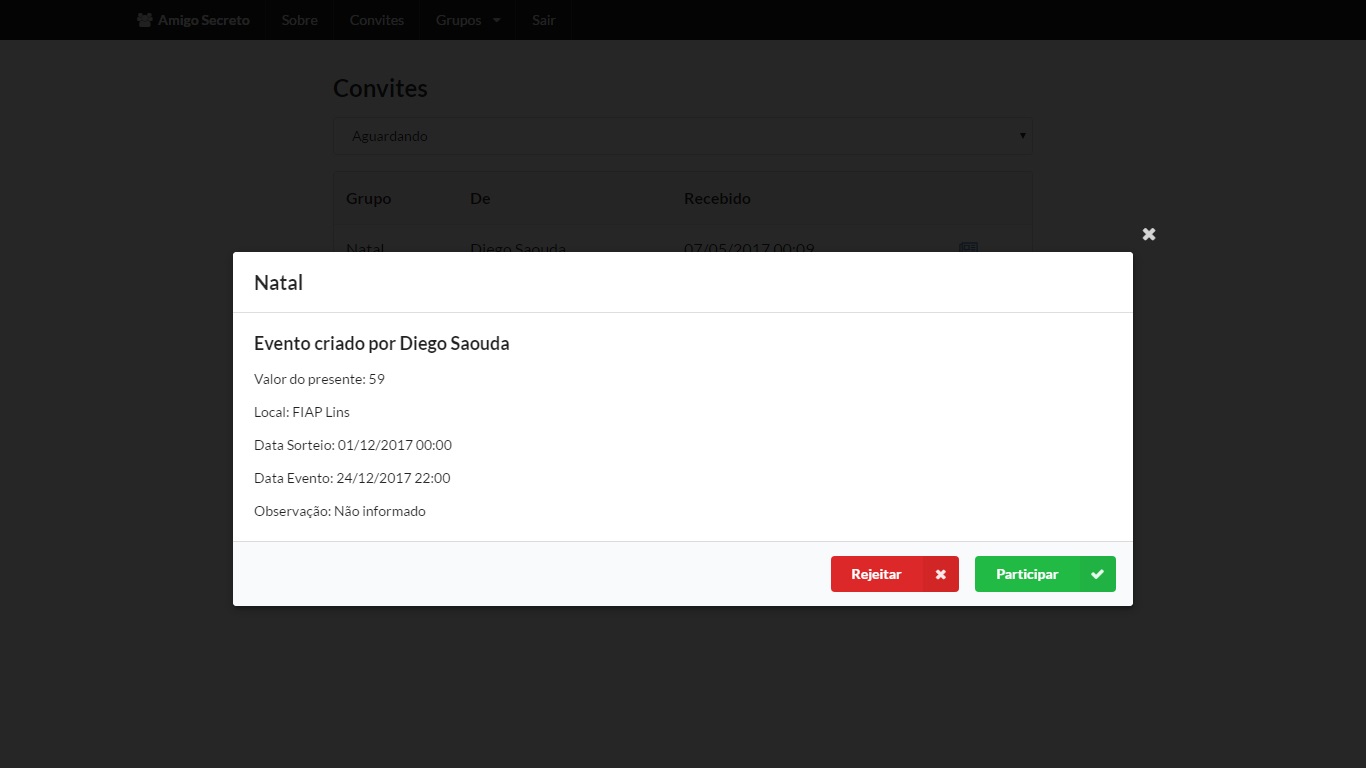 Amigo Secreto Sobre Convites Grupos Sair
Convites
Aguardando
Grupo De Recebido
Natal Diego Saouda 07/05/2017 00:09
Natal
Evento criado por Diego Saouda
Valor do presente: 59
Local: FIAP Lins
Data Sorteio: 01/12/2017 00:00
Data Evento: 24/12/2017 22:00
Observação: Não informado
Rejeitar Participar